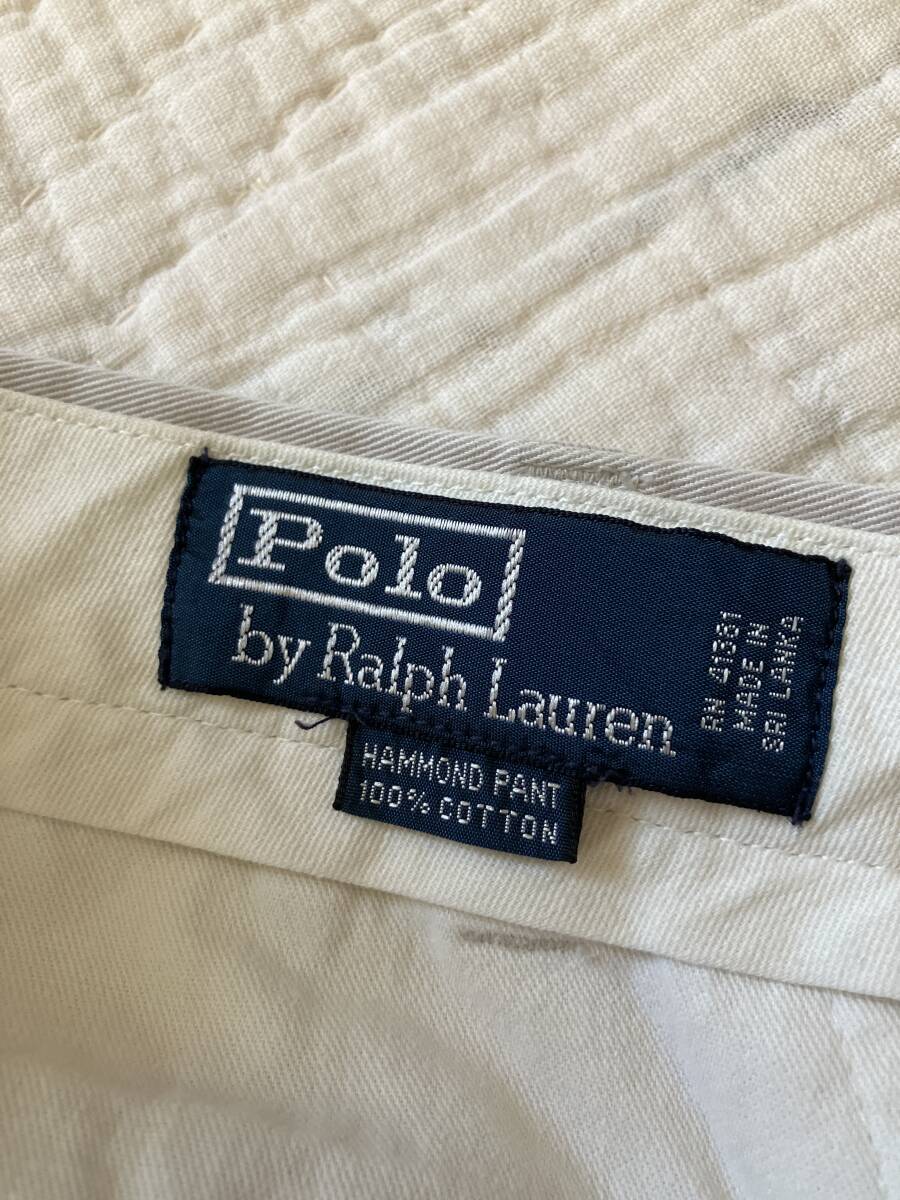 Polo
by Ralph Lauren
RN 41381
MADE IN
SRI LANKA
HAMMOND PANT
100% COTTON